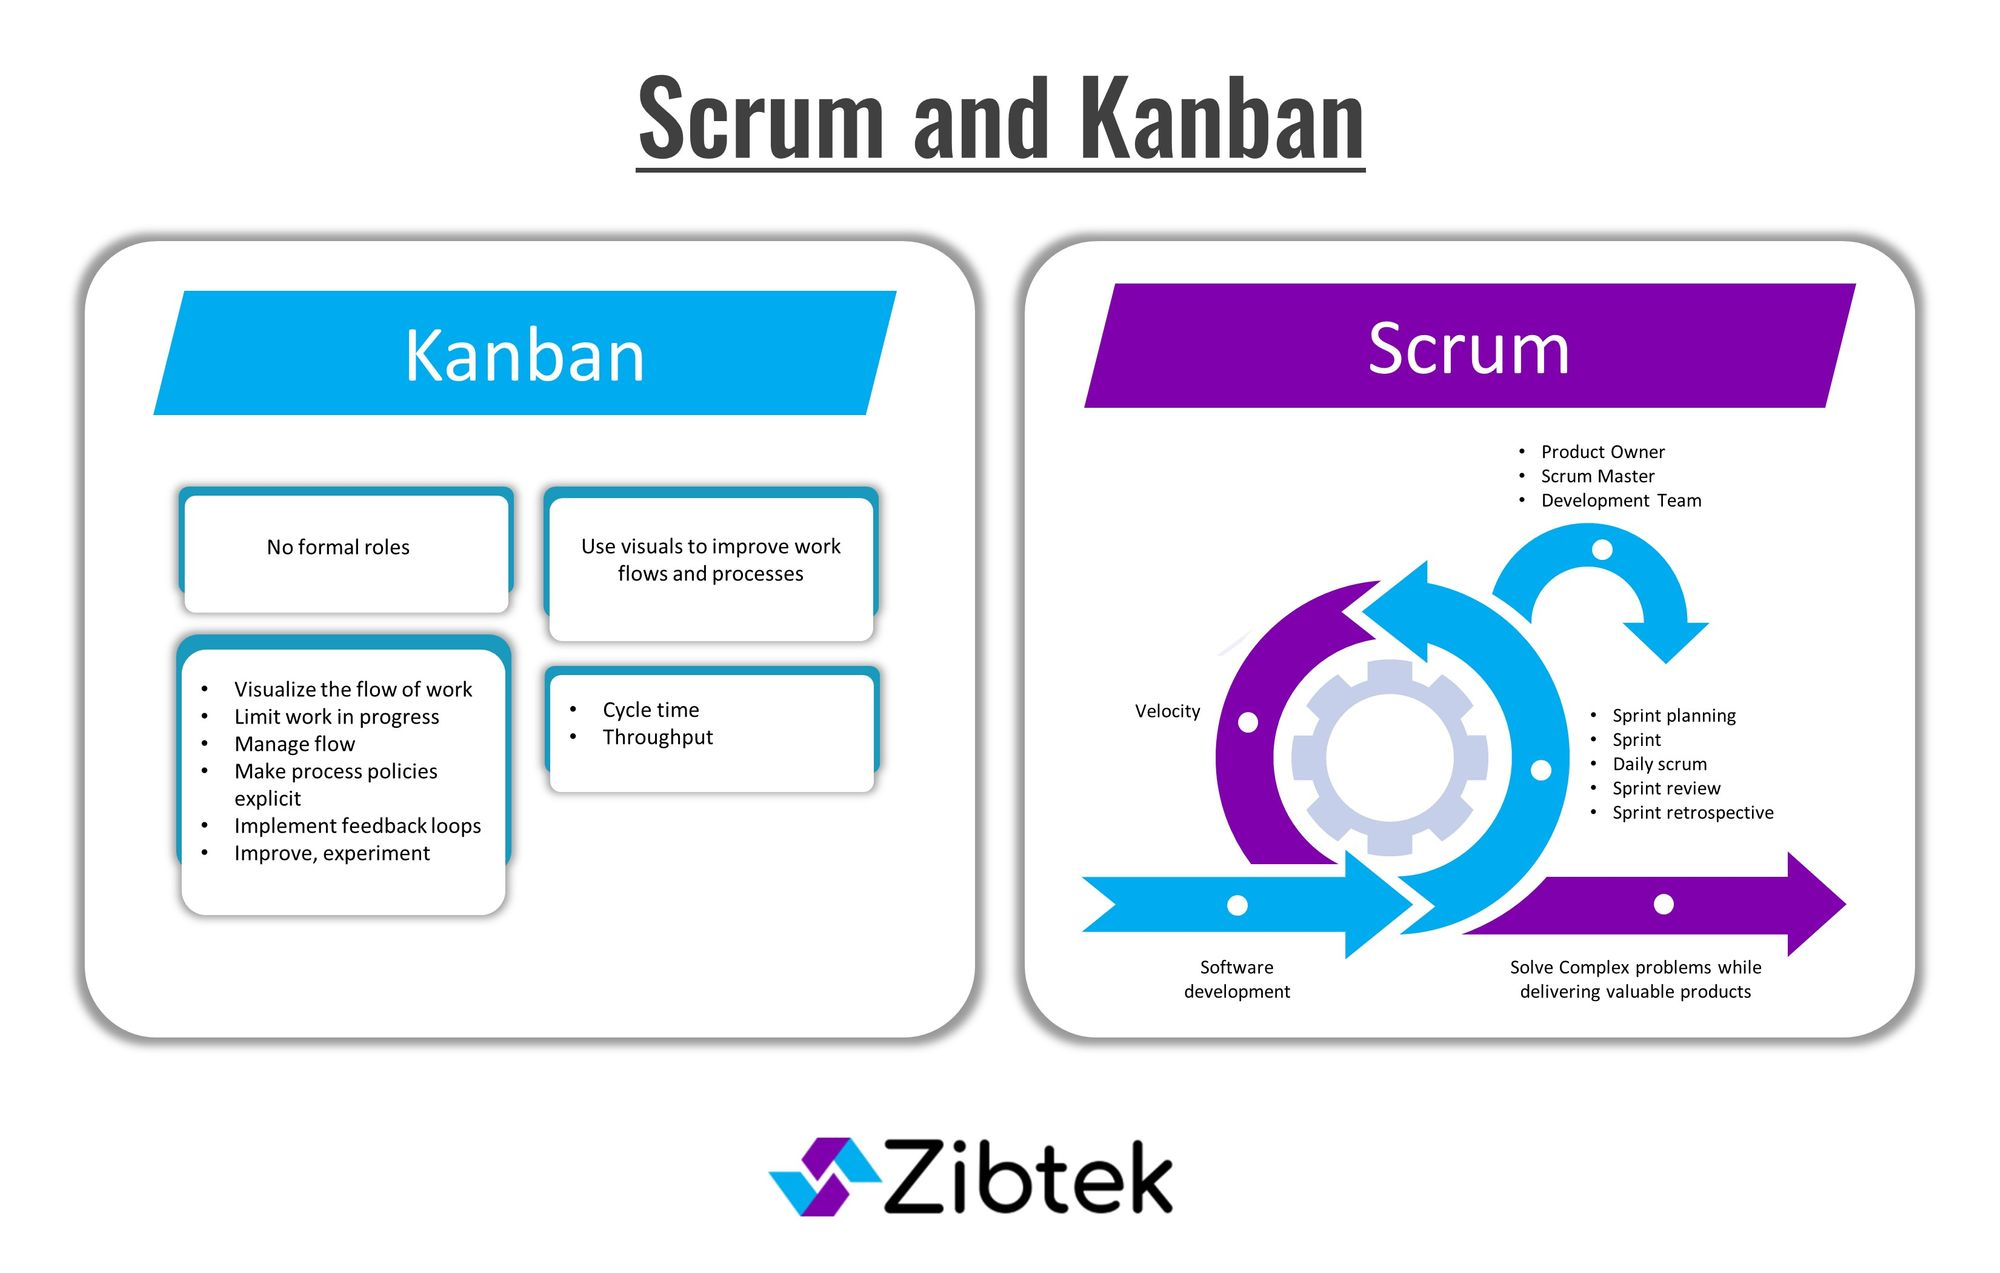 Scrum and Kanban
Kanban
No formal roles
Use visuals to improve work
flows and processes
• Visualize the flow of work
• Limit work in progress
• Manage flow
• Make process policies
explicit
• Implement feedback loops
• Improve, experiment
• Cycle time
• Throughput
Scrum
• Product Owner
• Scrum Master
• Development Team
Velocity
• Sprint planning
• Sprint
• Daily scrum
• Sprint review
• Sprint retrospective
Software
development
Solve Complex problems while
delivering valuable products
Zibtek